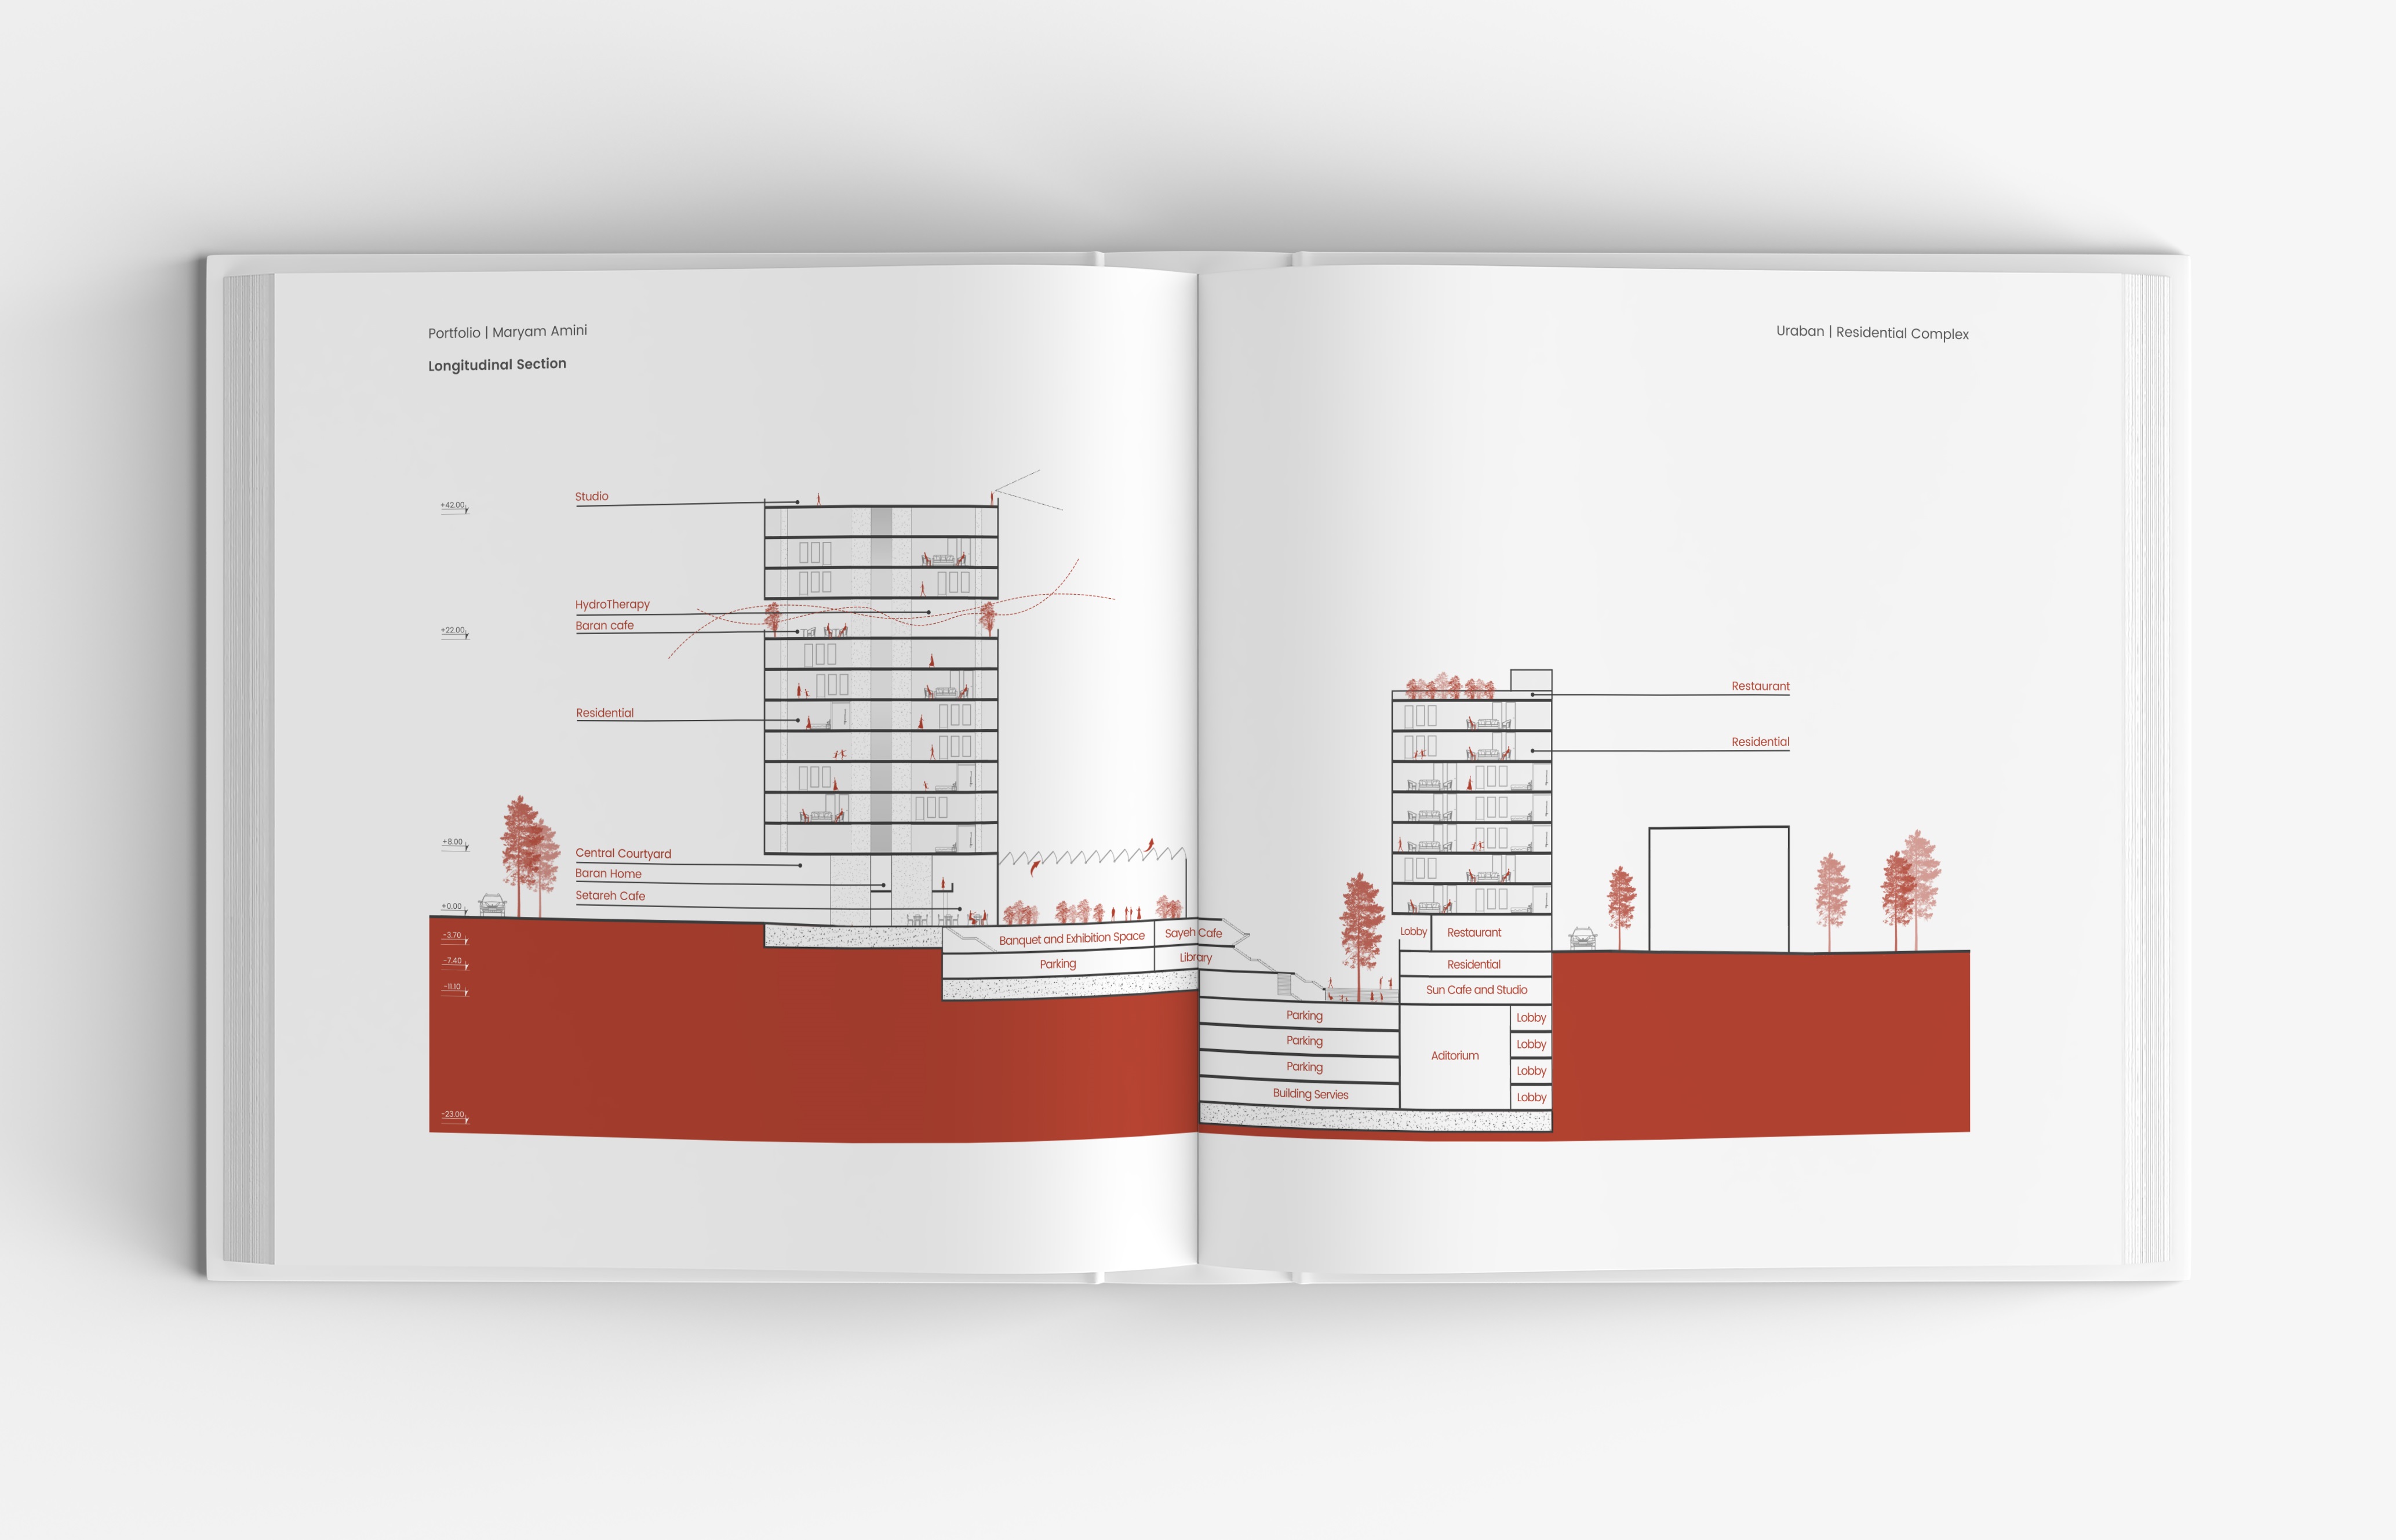 Portfolio | Maryam Amini
Longitudinal Section
Uraban | Residential Complex
+42.00
Studio
HydroTherapy
Baran cafe
+22.00
Residential
+8.00
Central Courtyard
Baran Home
Setareh Cafe
+0.00
-3.70
-7.40
-11.10
-23.00
Banquet and Exhibition Space
Sayeh Cafe
Parking
Library
Restaurant
Residential
Lobby
Restaurant
Residential
Sun Cafe and Studio
Parking
Parking
Parking
Building Servies
Aditorium
Lobby
Lobby
Lobby
Lobby